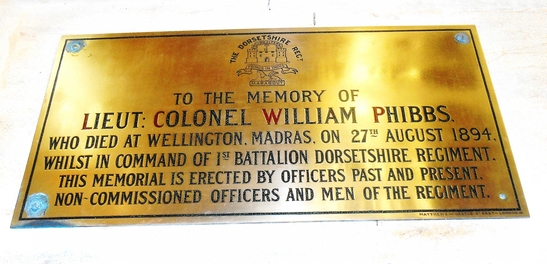 THE DORSETSHIRE REGT
MARABOUT
TO THE MEMORY OF
LIEUT: COLONEL WILLIAM PHIBBS.
WHO DIED AT WELLINGTON. MADRAS. ON 27TH AUGUST 1894.
WHILST IN COMMAND OF 1ST BATTALION DORSETSHIRE REGIMENT.
THIS MEMORIAL IS ERECTED BY OFFICERS PAST AND PRESENT,
NON-COMMISSIONED OFFICERS AND MEN OF THE REGIMENT.